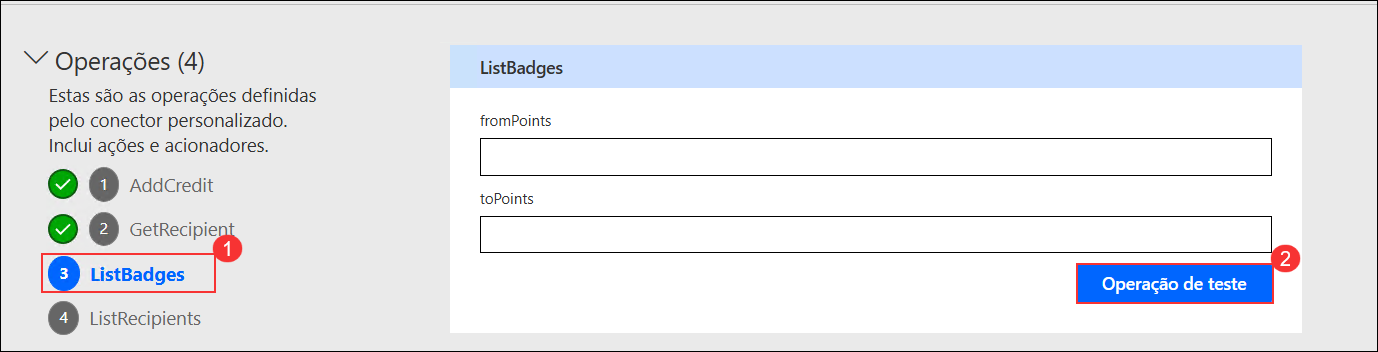 Operações (4)
Estas são as operações definidas
pelo conector personalizado.
Inclui ações e acionadores.
1 AddCredit
2 GetRecipient
1
3 ListBadges
4 ListRecipients
ListBadges
fromPoints
toPoints
2
Operação de teste